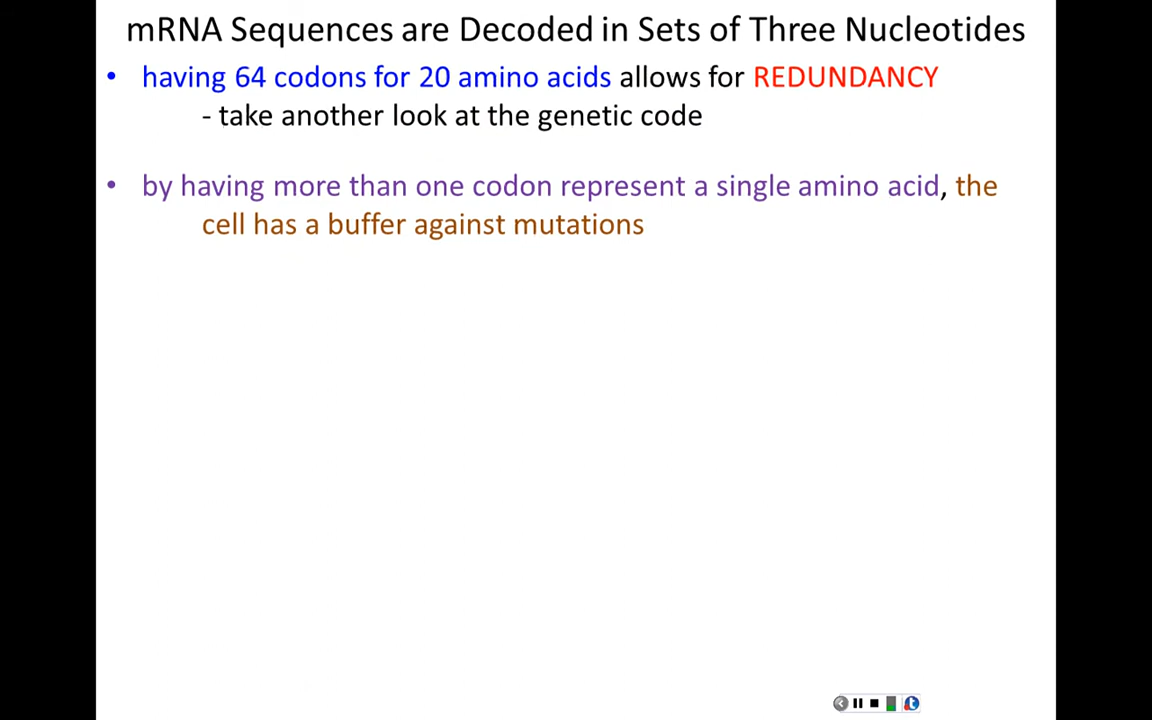 mRNA Sequences are Decoded in Sets of Three Nucleotides
• having 64 codons for 20 amino acids allows for REDUNDANCY
- take another look at the genetic code
• by having more than one codon represent a single amino acid, the
cell has a buffer against mutations